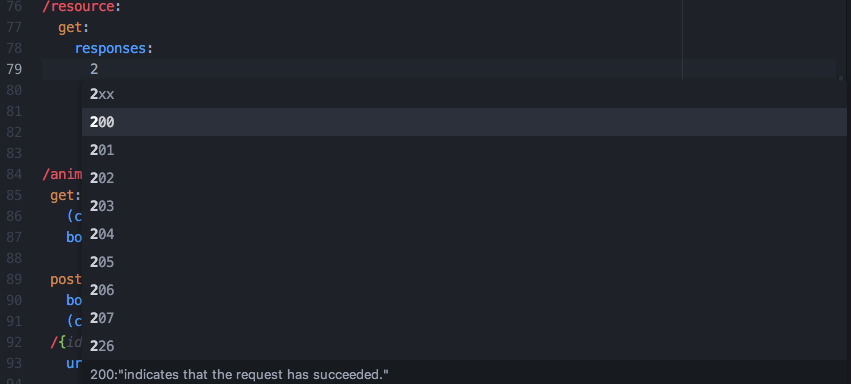 76 /resource:
77 get:
78 responses:
79 2
80 2xx
81 200
82 201
83 202
84 /anim 203
85 get: 204
86 (c 205
87 bo 206
88 207
89 post 226
90 bo
91 (c
92 /{id
93 ur
94
200:"indicates that the request has succeeded."